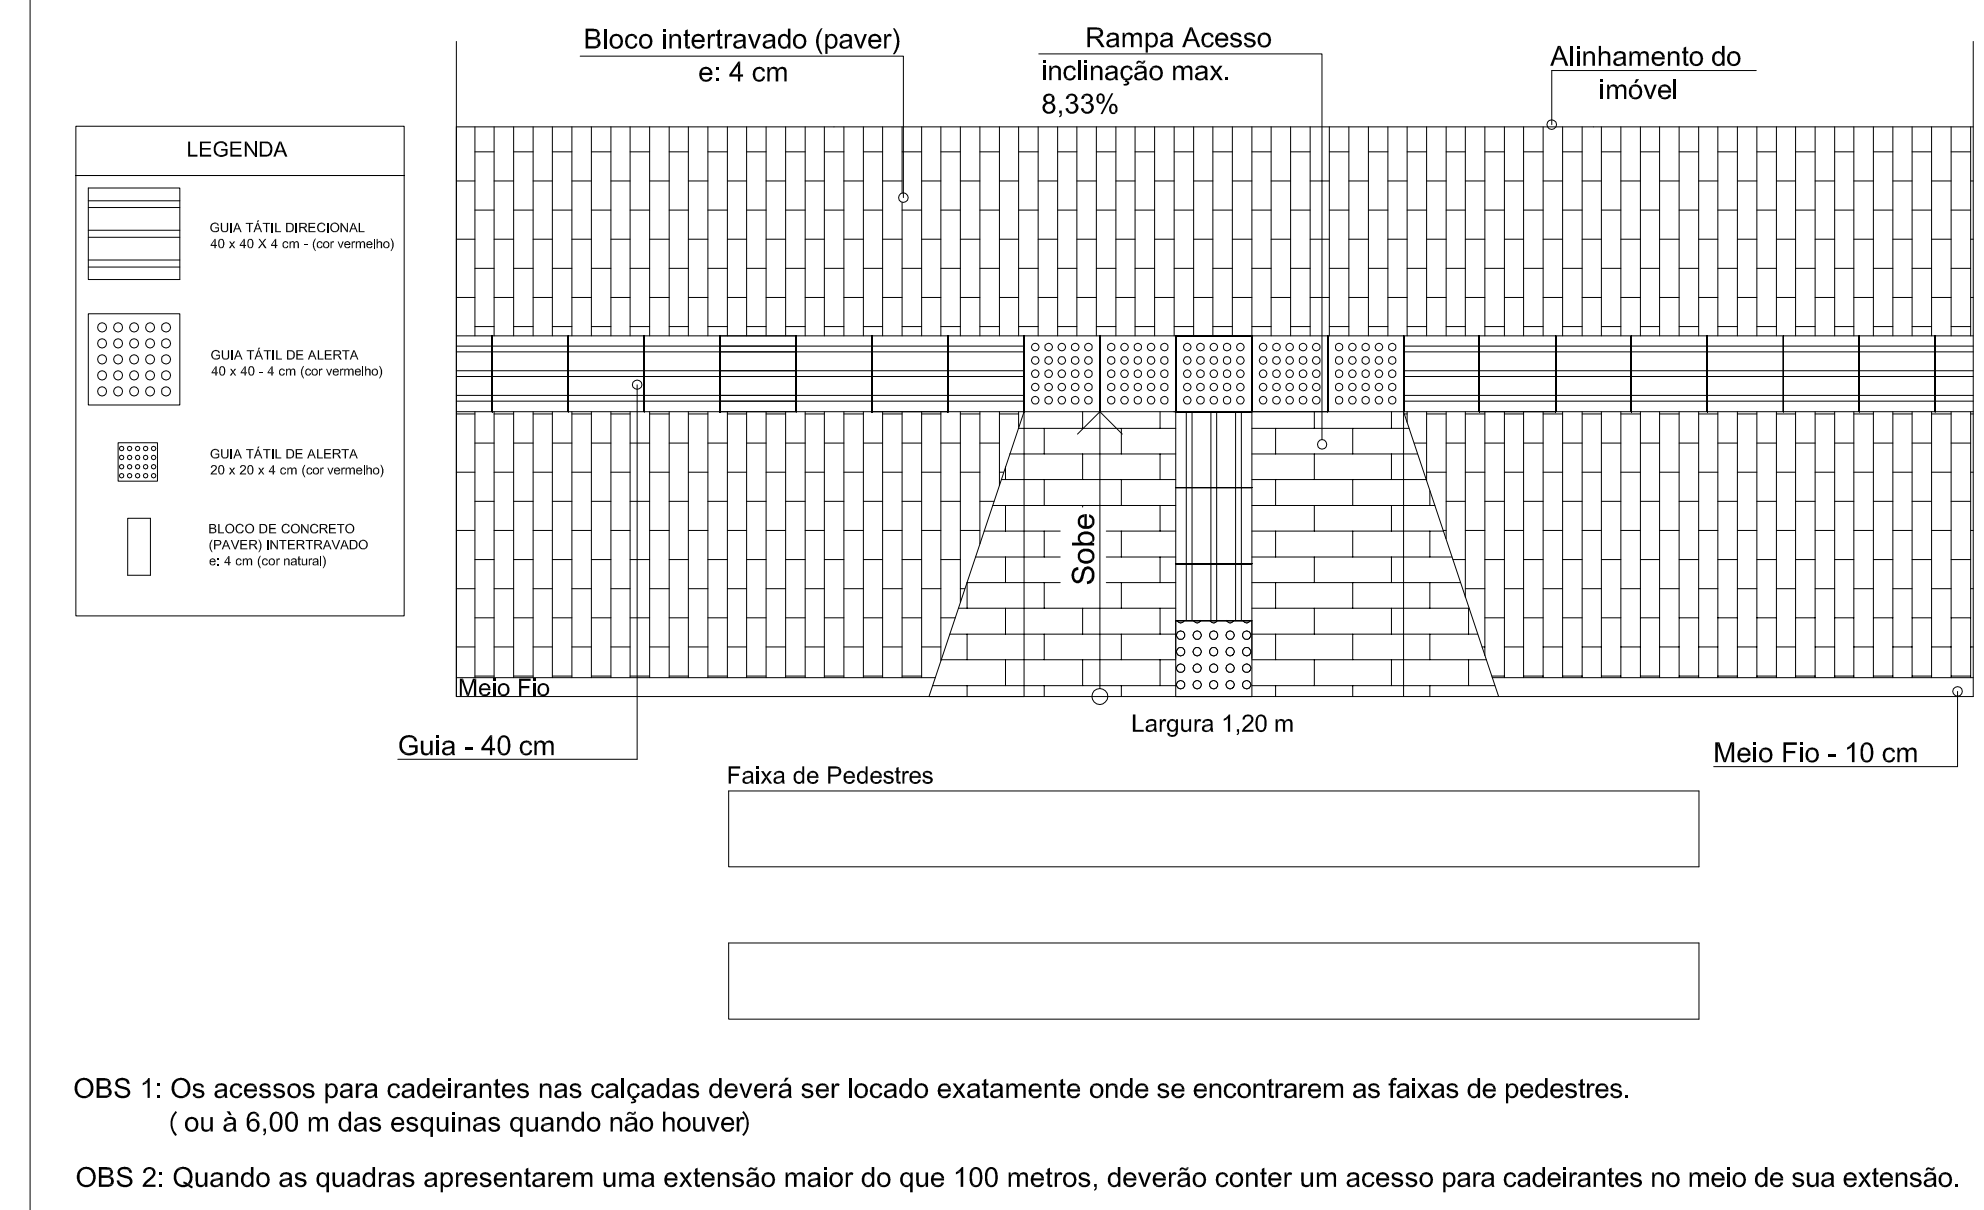 Bloco intertravado (paver)
e: 4 cm
Rampa Acesso
inclinação max.
8,33%
Alinhamento do
imóvel
LEGENDA
GUIA TÁTIL DIRECIONAL
40 x 40 X 4 cm - (cor vermelho)
GUIA TÁTIL DE ALERTA
40 x 40 - 4 cm (cor vermelho)
GUIA TÁTIL DE ALERTA
20 x 20 x 4 cm (cor vermelho)
BLOCO DE CONCRETO
(PAVER) INTERTRAVADO
e: 4 cm (cor natural)
Sobe
Meio Fio
Largura 1,20 m
Guia - 40 cm
Meio Fio - 10 cm
Faixa de Pedestres
OBS 1: Os acessos para cadeirantes nas calçadas deverá ser locado exatamente onde se encontrarem as faixas de pedestres.
( ou à 6,00 m das esquinas quando não houver)
OBS 2: Quando as quadras apresentarem uma extensão maior do que 100 metros, deverão conter um acesso para cadeirantes no meio de sua extensão.